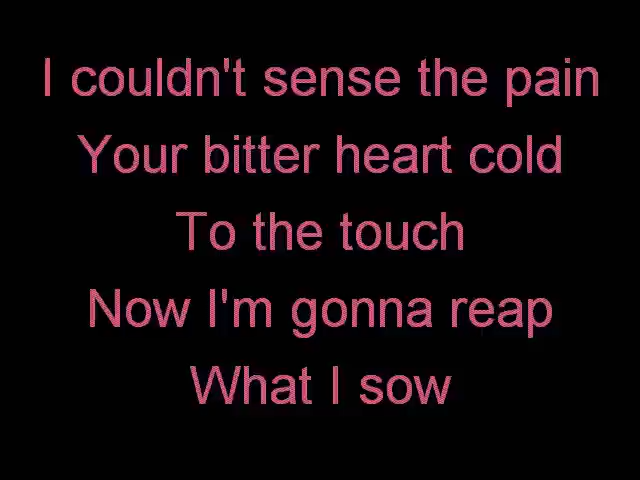 I couldn't sense the pain
Your bitter heart cold
To the touch
Now I'm gonna reap
What I sow